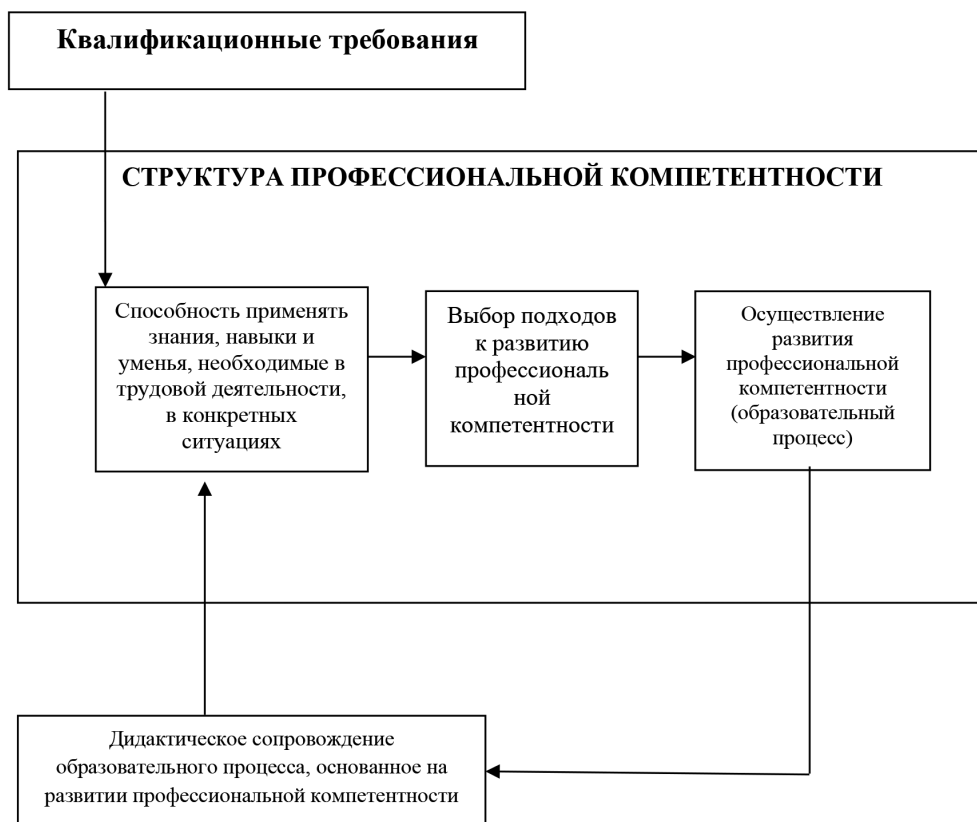 Квалификационные требования
СТРУКТУРА ПРОФЕССИОНАЛЬНОЙ КОМПЕТЕНТНОСТИ
Способность применять
знания, навыки и
уменья, необходимые в
трудовой деятельности,
в конкретных
ситуациях
Выбор подходов
к развитию
профессиональ
ной
компетентности
Осуществление
развития
профессиональной
компетентности
(образовательный
процесс)
Дидактическое сопровождение
образовательного процесса, основанное на
развитии профессиональной компетентности